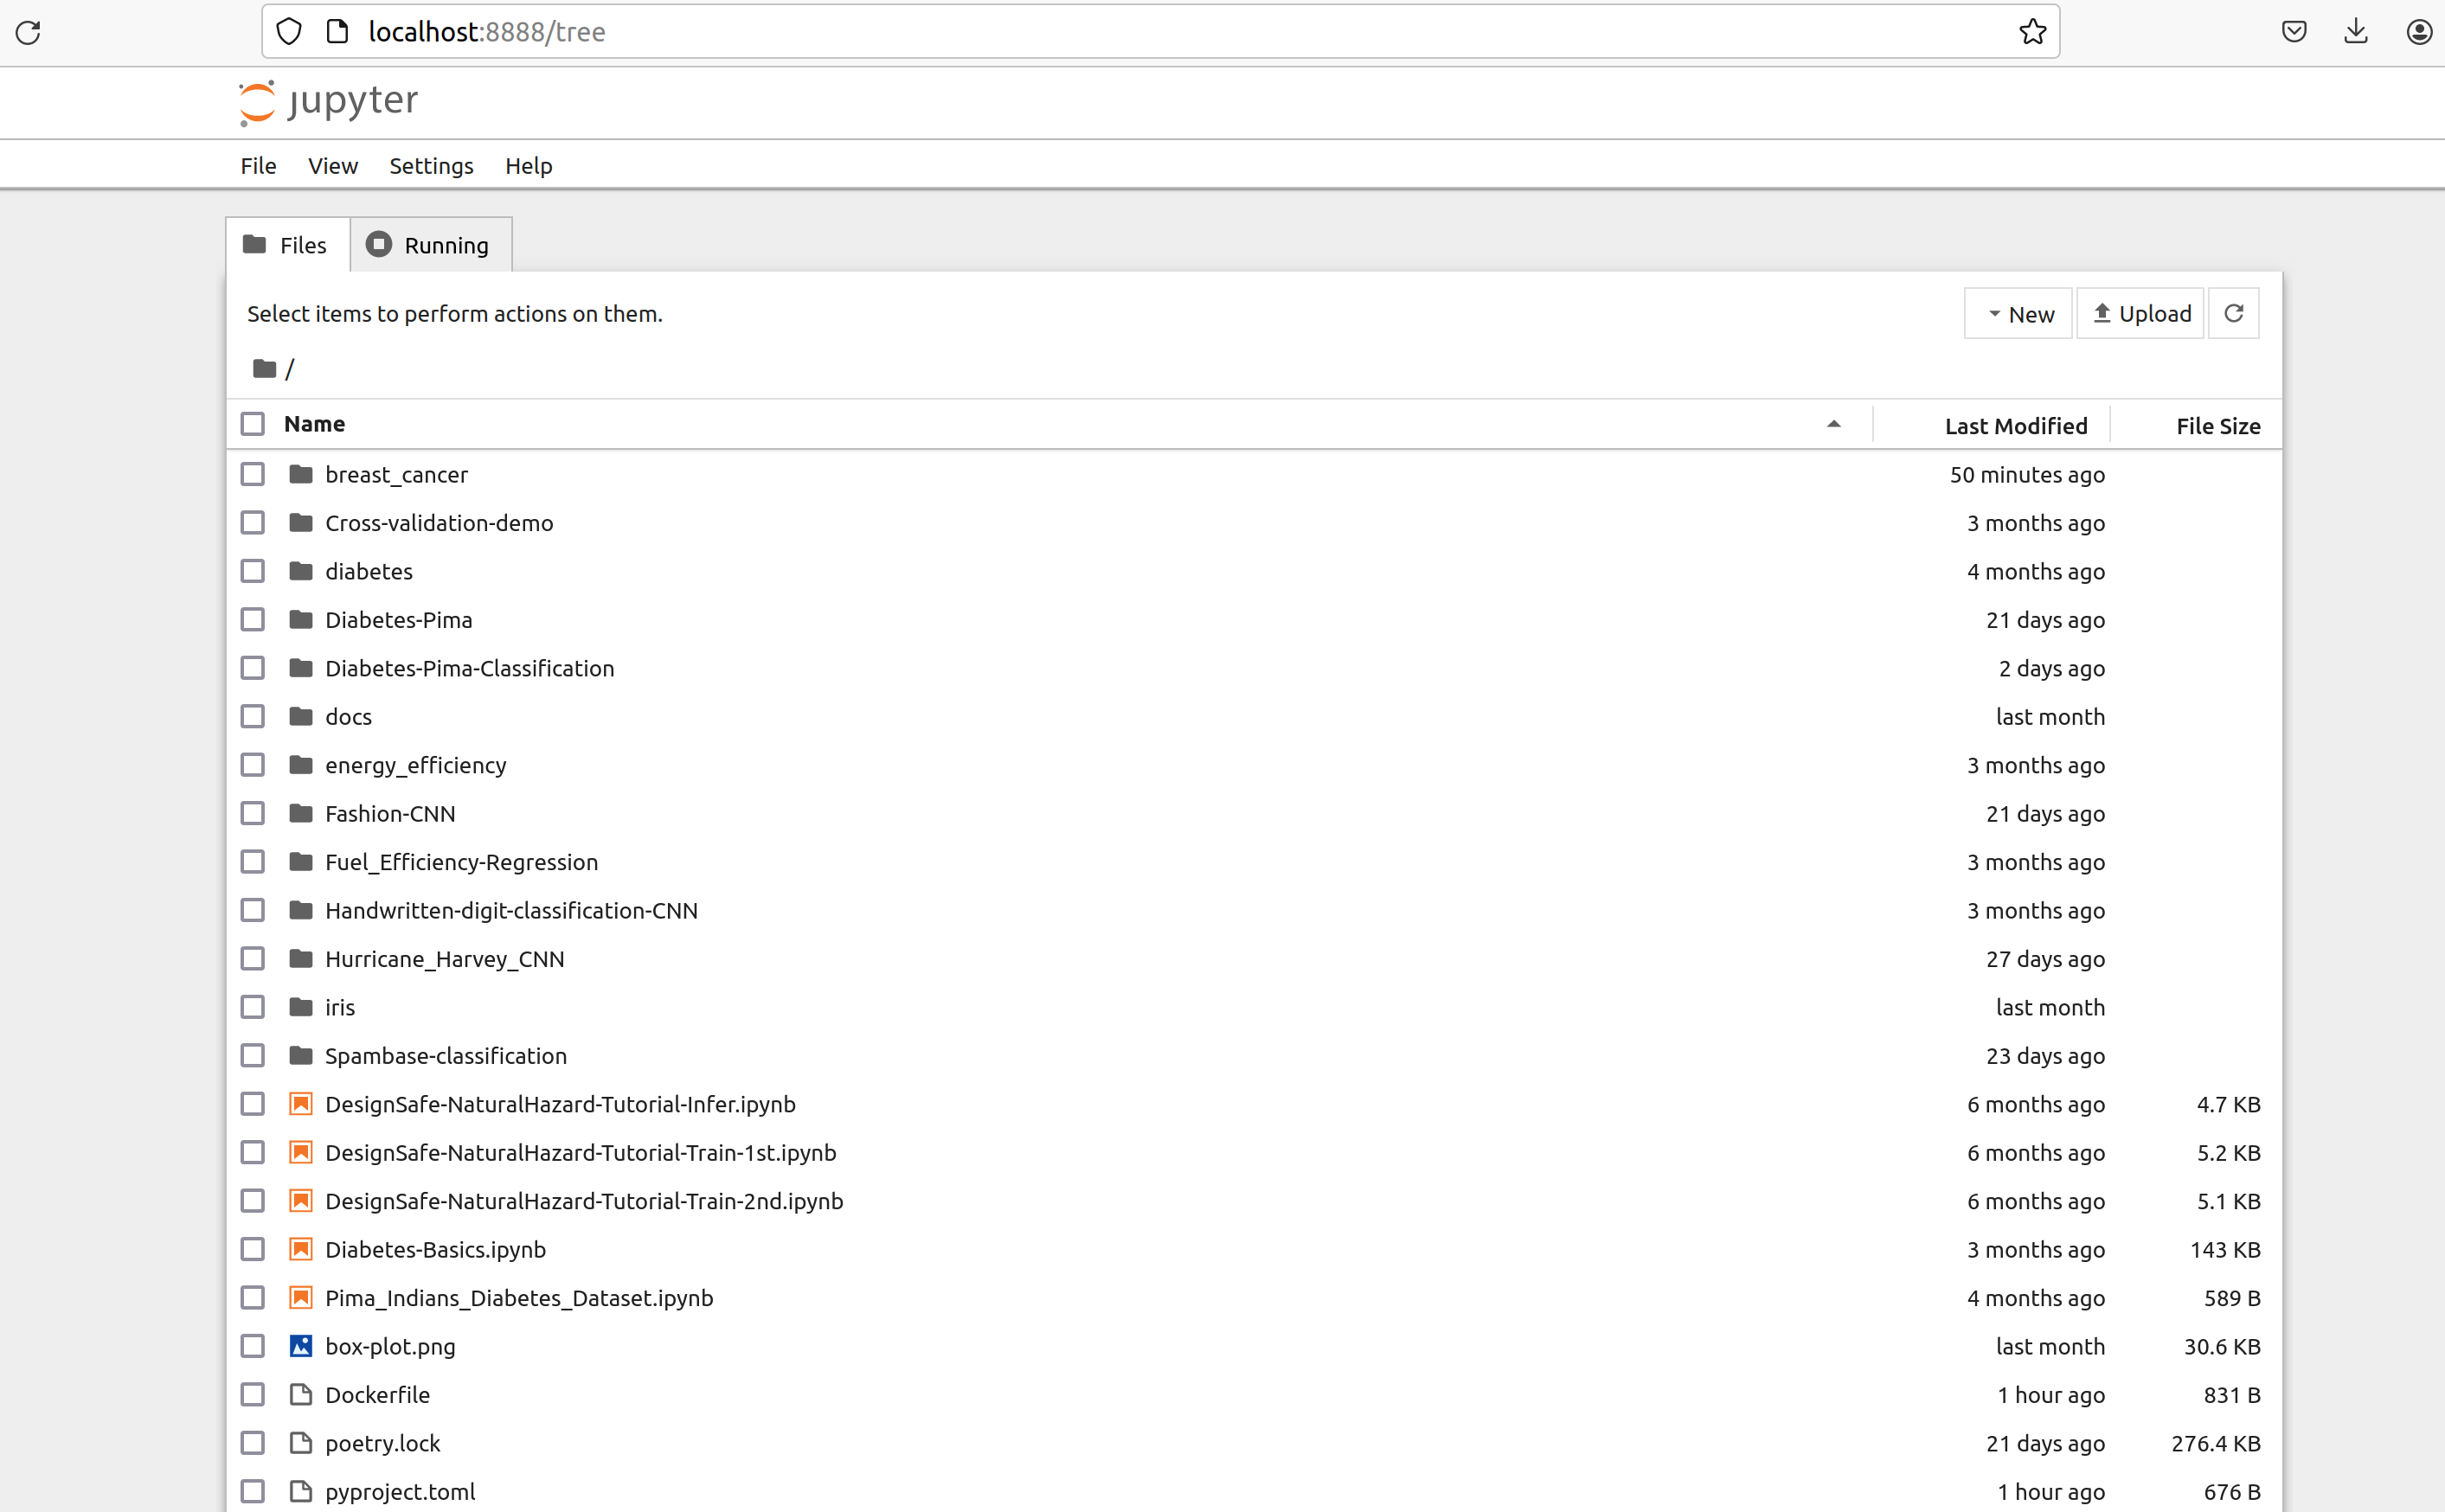 localhost:8888/tree
jupyter
File View Settings Help
Files Running
Select items to perform actions on them. New Upload
/
Name Last Modified File Size
breast_cancer 50 minutes ago
Cross-validation-demo 3 months ago
diabetes 4 months ago
Diabetes-Pima 21 days ago
Diabetes-Pima-Classification 2 days ago
docs last month
energy_efficiency 3 months ago
Fashion-CNN 21 days ago
Fuel_Efficiency-Regression 3 months ago
Handwritten-digit-classification-CNN 3 months ago
Hurricane_Harvey_CNN 27 days ago
iris last month
Spambase-classification 23 days ago
DesignSafe-NaturalHazard-Tutorial-Infer.ipynb 6 months ago 4.7 KB
DesignSafe-NaturalHazard-Tutorial-Train-1st.ipynb 6 months ago 5.2 KB
DesignSafe-NaturalHazard-Tutorial-Train-2nd.ipynb 6 months ago 5.1 KB
Diabetes-Basics.ipynb 3 months ago 143 KB
Pima_Indians_Diabetes_Dataset.ipynb 4 months ago 589 B
box-plot.png last month 30.6 KB
Dockerfile 1 hour ago 831 B
poetry.lock 21 days ago 276.4 KB
pyproject.toml 1 hour ago 676 B